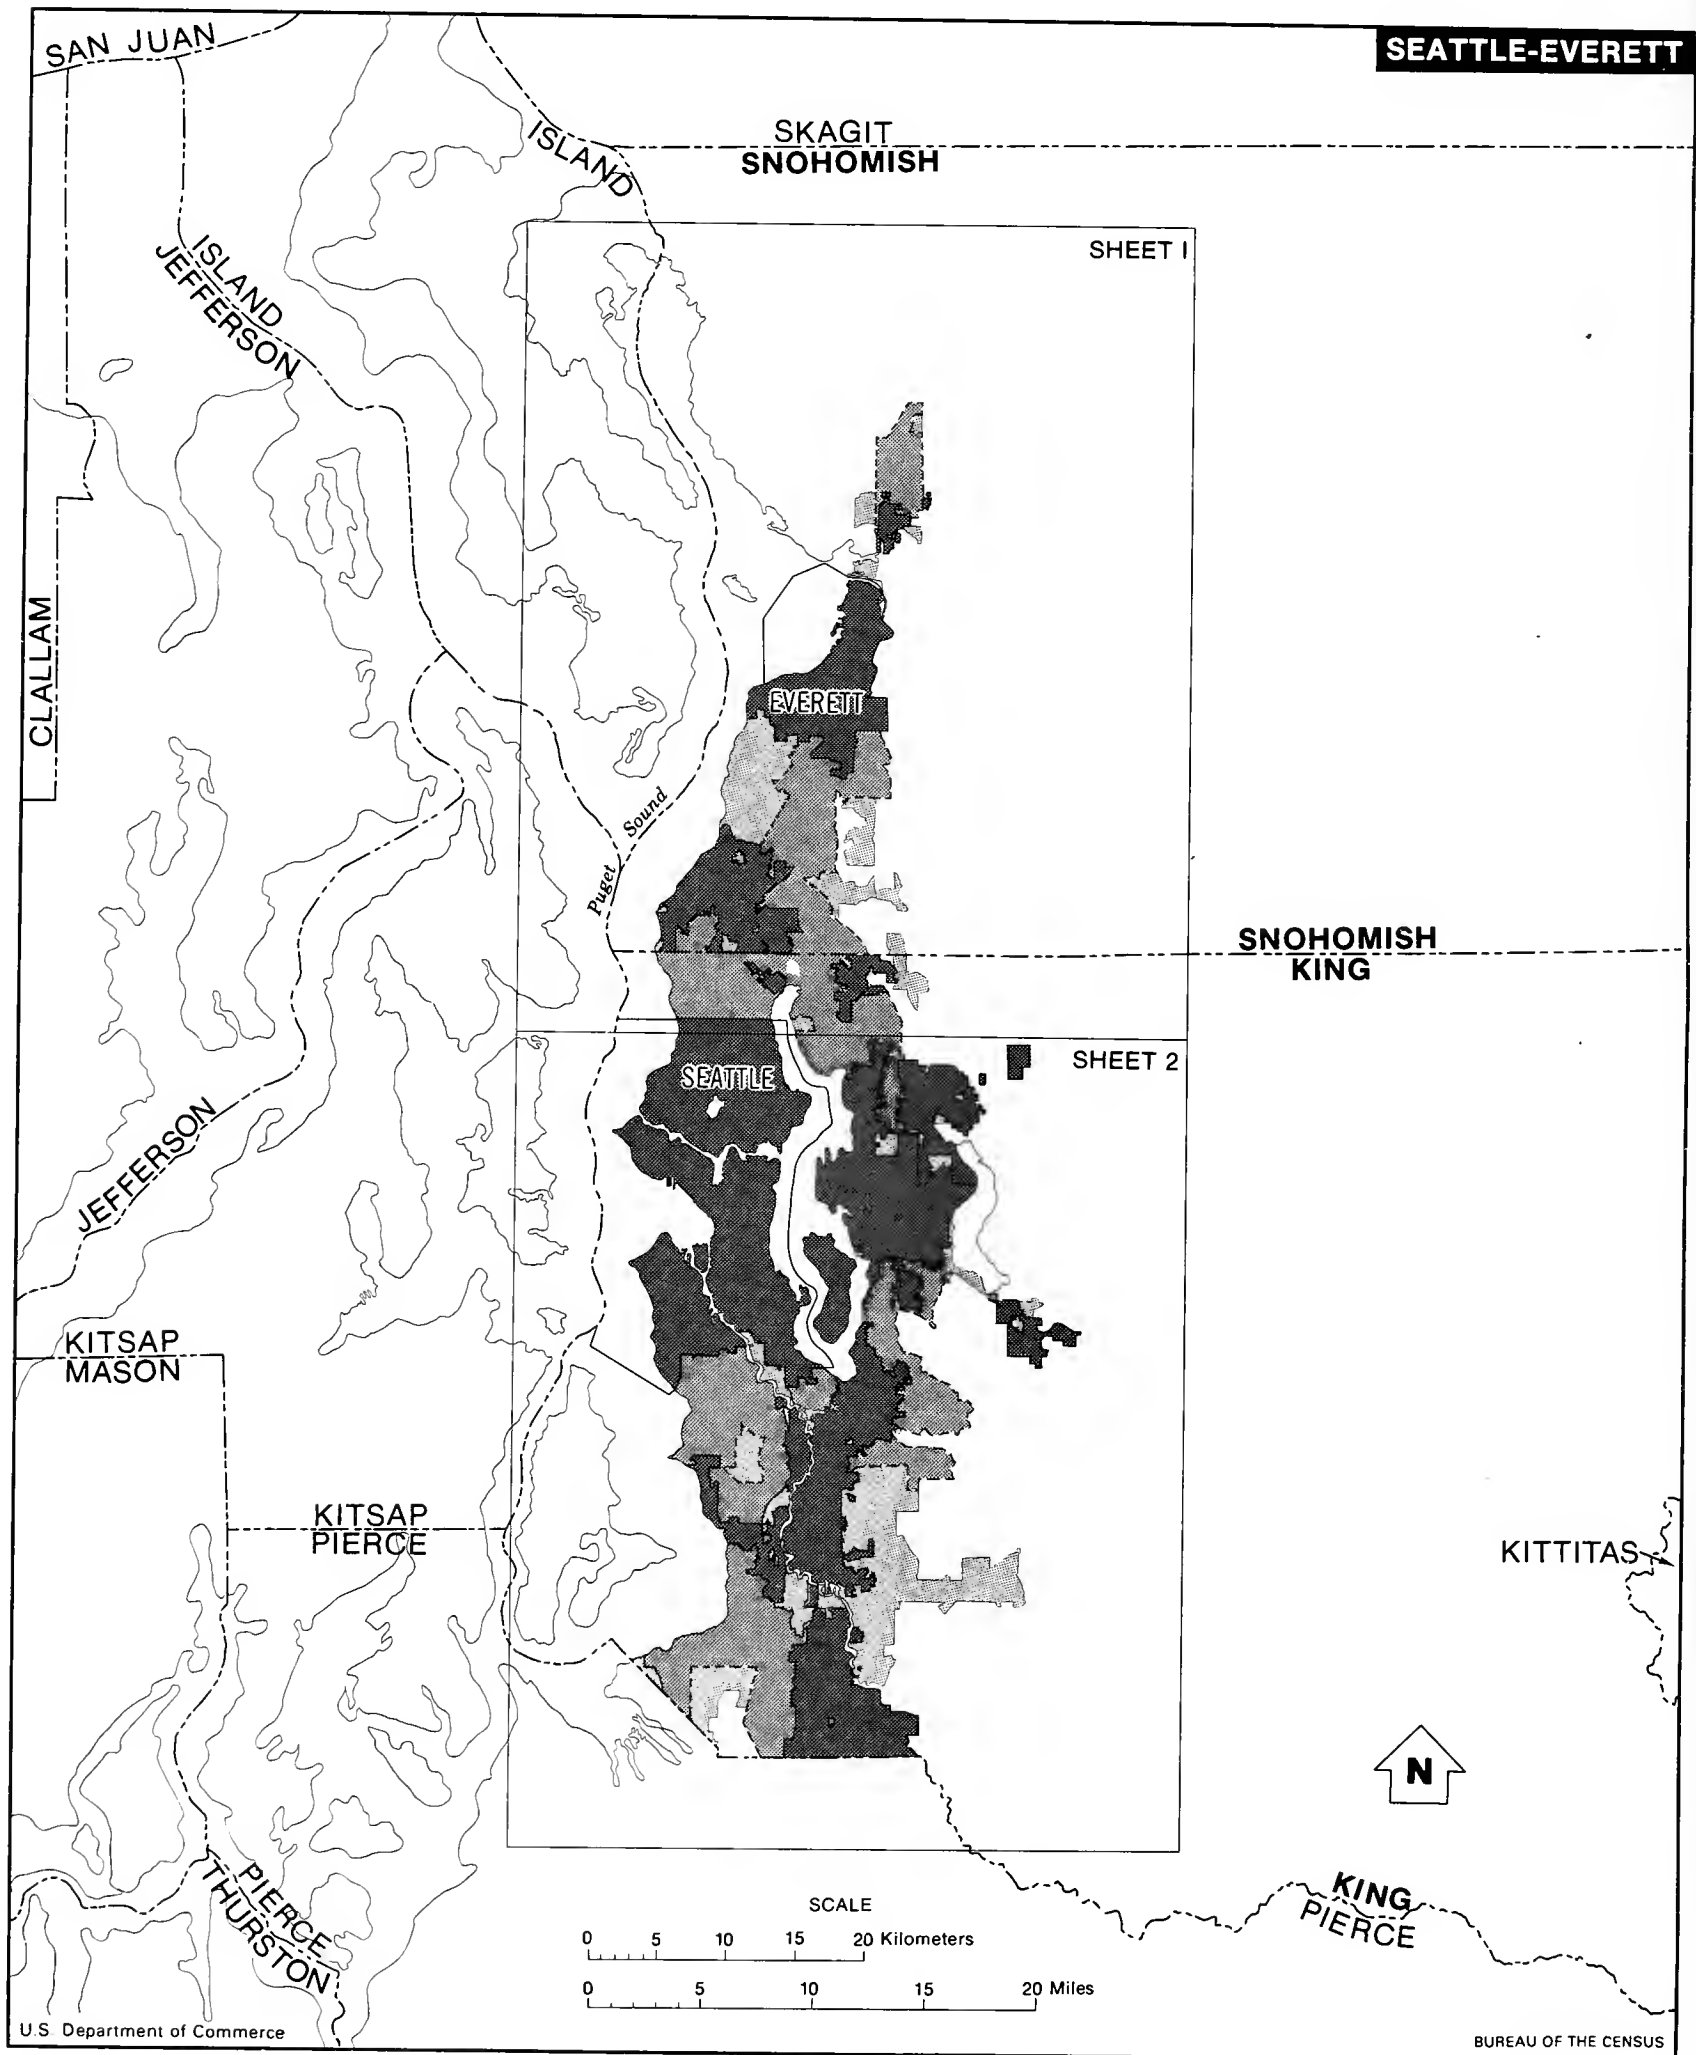 SEATTLE-EVERETT
SAN JUAN
SKAGIT
SNOHOMISH
ISLAND
ISLAND
JEFFERSON
SHEET 1
CLALLAM
EVERETT
Puget Sound
SNOHOMISH
KING
SHEET 2
SEATTLE
JEFFERSON
KITSAP
MASON
KITSAP
PIERCE
KITTITAS
N
PIERCE
THURSTON
KING
PIERCE
SCALE
0 5 10 15 20 Kilometers
0 5 10 15 20 Miles
U.S. Department of Commerce
BUREAU OF THE CENSUS